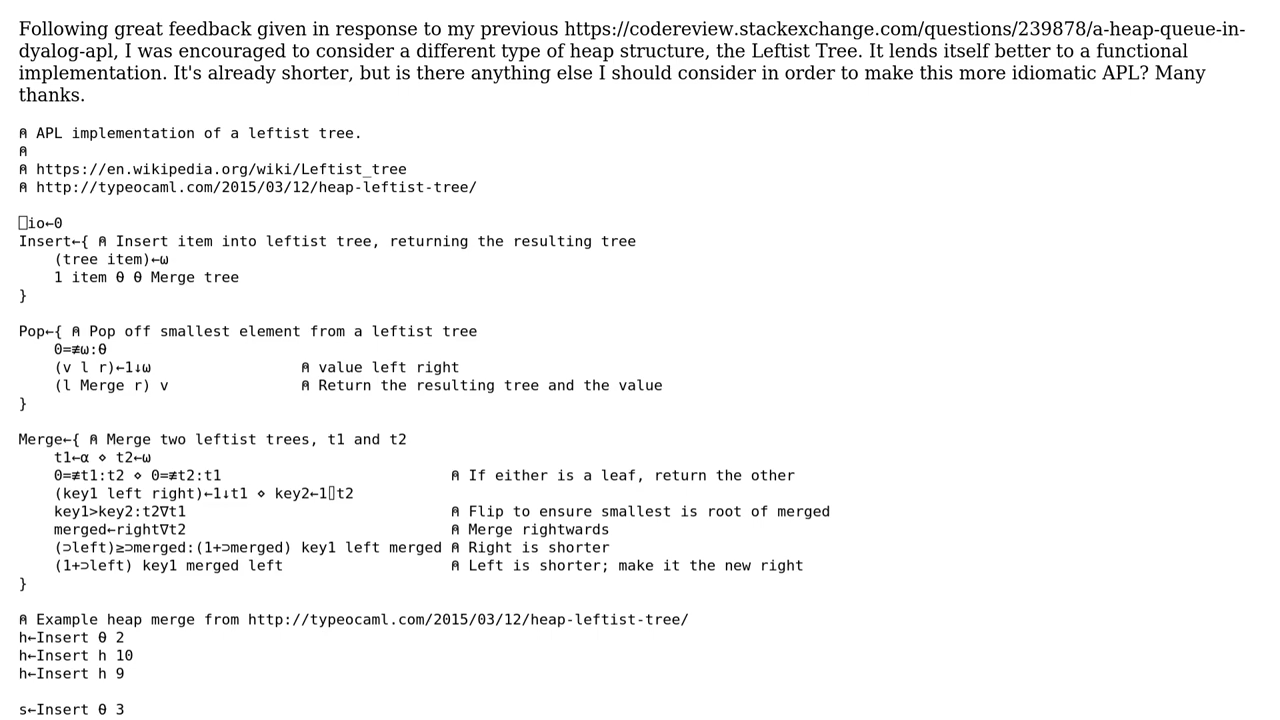 Following great feedback given in response to my previous https://codereview.stackexchange.com/questions/239878/a-heap-queue-in-
dyalog-apl, I was encouraged to consider a different type of heap structure, the Leftist Tree. It lends itself better to a functional
implementation. It's already shorter, but is there anything else I should consider in order to make this more idiomatic APL? Many
thanks.

⍝ APL implementation of a leftist tree.
⍝
⍝ https://en.wikipedia.org/wiki/Leftist_tree
⍝ http://typeocaml.com/2015/03/12/heap-leftist-tree/

⎕io←0
Insert←{ ⍝ Insert item into leftist tree, returning the resulting tree
    (tree item)←⍵
    1 item ⍬ ⍬ Merge tree
}

Pop←{ ⍝ Pop off smallest element from a leftist tree
    0=≢⍵:⍬
    (v l r)←1↓⍵                 ⍝ value left right
    (l Merge r) v               ⍝ Return the resulting tree and the value
}

Merge←{ ⍝ Merge two leftist trees, t1 and t2
    t1←⍺ ⋄ t2←⍵
    0=≢t1:t2 ⋄ 0=≢t2:t1                          ⍝ If either is a leaf, return the other
    (key1 left right)←1↓t1 ⋄ key2←1⌷t2
    key1>key2:t2∇t1                              ⍝ Flip to ensure smallest is root of merged
    merged←right∇t2                              ⍝ Merge rightwards
    (⊃left)≥⊃merged:(1+⊃merged) key1 left merged ⍝ Right is shorter
    (1+⊃left) key1 merged left                   ⍝ Left is shorter; make it the new right
}

⍝ Example heap merge from http://typeocaml.com/2015/03/12/heap-leftist-tree/
h←Insert ⍬ 2
h←Insert h 10
h←Insert h 9

s←Insert ⍬ 3